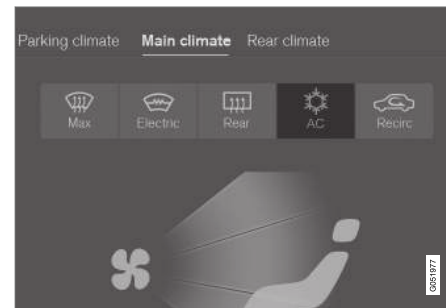 Parking climate Main climate Rear climate
Max Electric Rear AC Recirc
G051977